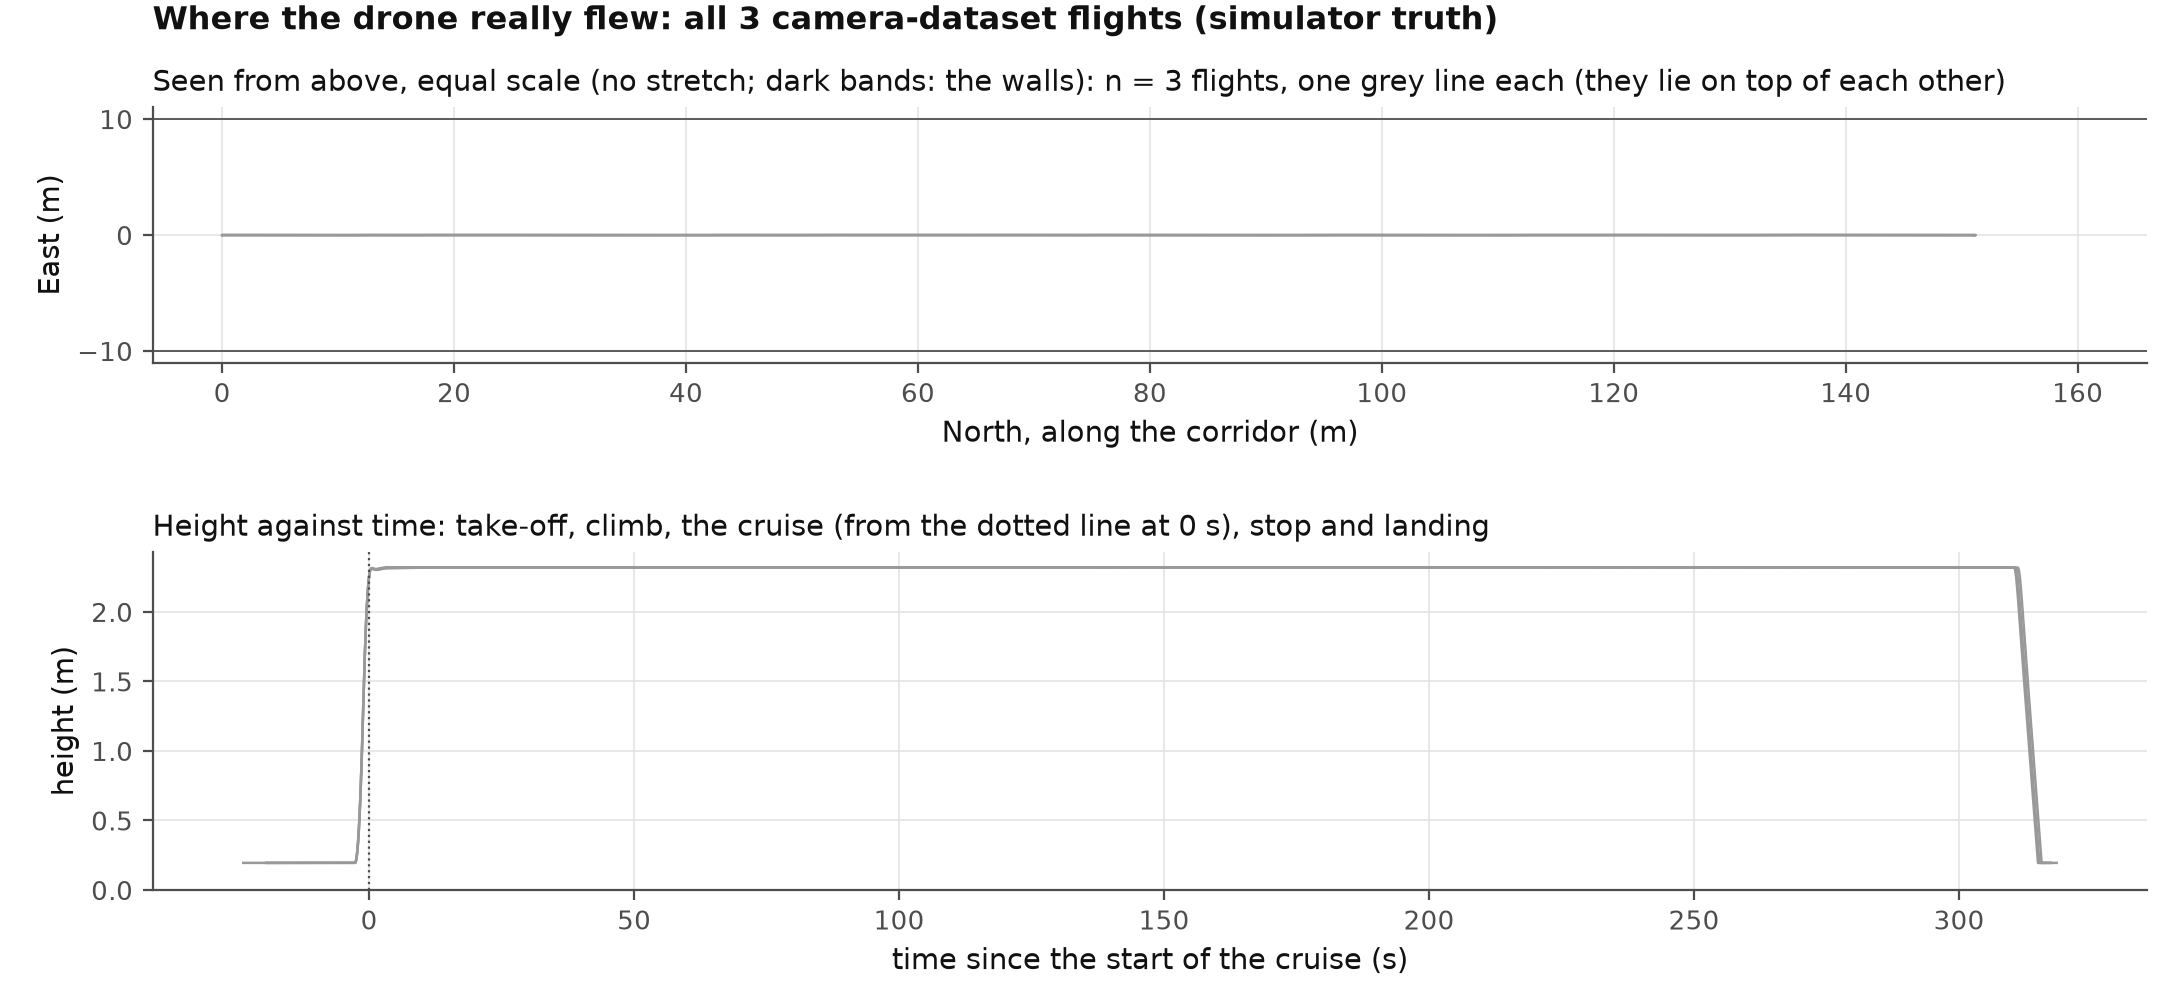 Where the drone really flew: all 3 camera-dataset flights (simulator truth)
Seen from above, equal scale (no stretch; dark bands: the walls): n = 3 flights, one grey line each (they lie on top of each other)
East (m)
10
0
−10
0 20 40 60 80 100 120 140 160
North, along the corridor (m)
Height against time: take-off, climb, the cruise (from the dotted line at 0 s), stop and landing
height (m)
2.0
1.5
1.0
0.5
0.0
0 50 100 150 200 250 300
time since the start of the cruise (s)